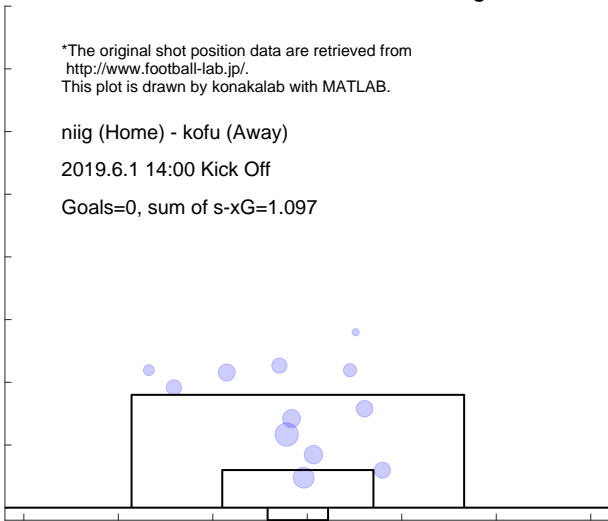 *The original shot position data are retrieved from
http://www.football-lab.jp/.
This plot is drawn by konakalab with MATLAB.
niig (Home) - kofu (Away)
2019.6.1 14:00 Kick Off
Goals=0, sum of s-xG=1.097